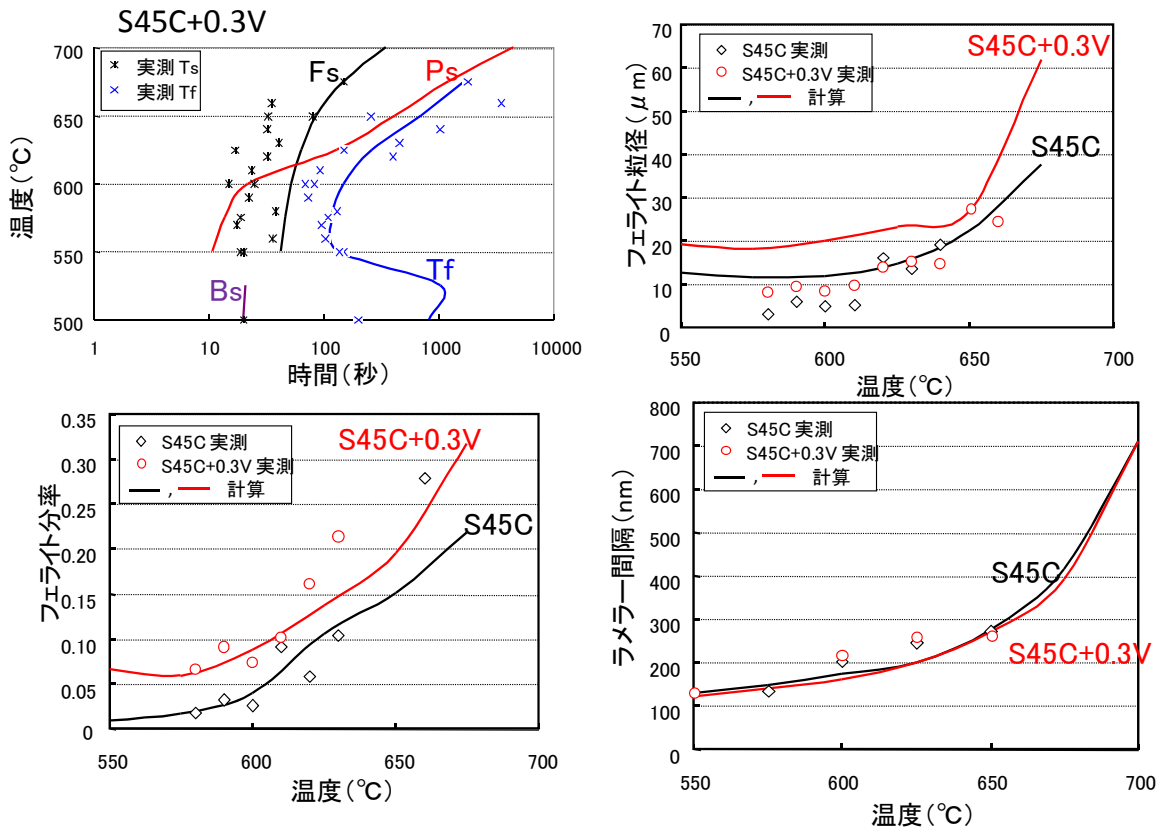 S45C+0.3V
700
650
600
550
500
温度(℃)
実測 Ts
実測 Tf
Fs
Ps
Bs
Tf
1 10 100 1000 10000
時間(秒)
70
60
50
40
30
20
10
0
フェライト粒径(μm)
S45C 実測
S45C+0.3V 実測
, 計算
S45C+0.3V
S45C
550 600 650 700
温度(℃)
0.35
0.30
0.25
0.20
0.15
0.10
0.05
0
フェライト分率
S45C 実測
S45C+0.3V 実測
, 計算
S45C+0.3V
S45C
550 600 650 700
温度(℃)
800
700
600
500
400
300
200
100
0
ラメラー間隔(nm)
S45C 実測
S45C+0.3V 実測
, 計算
S45C
S45C+0.3V
550 600 650 700
温度(℃)